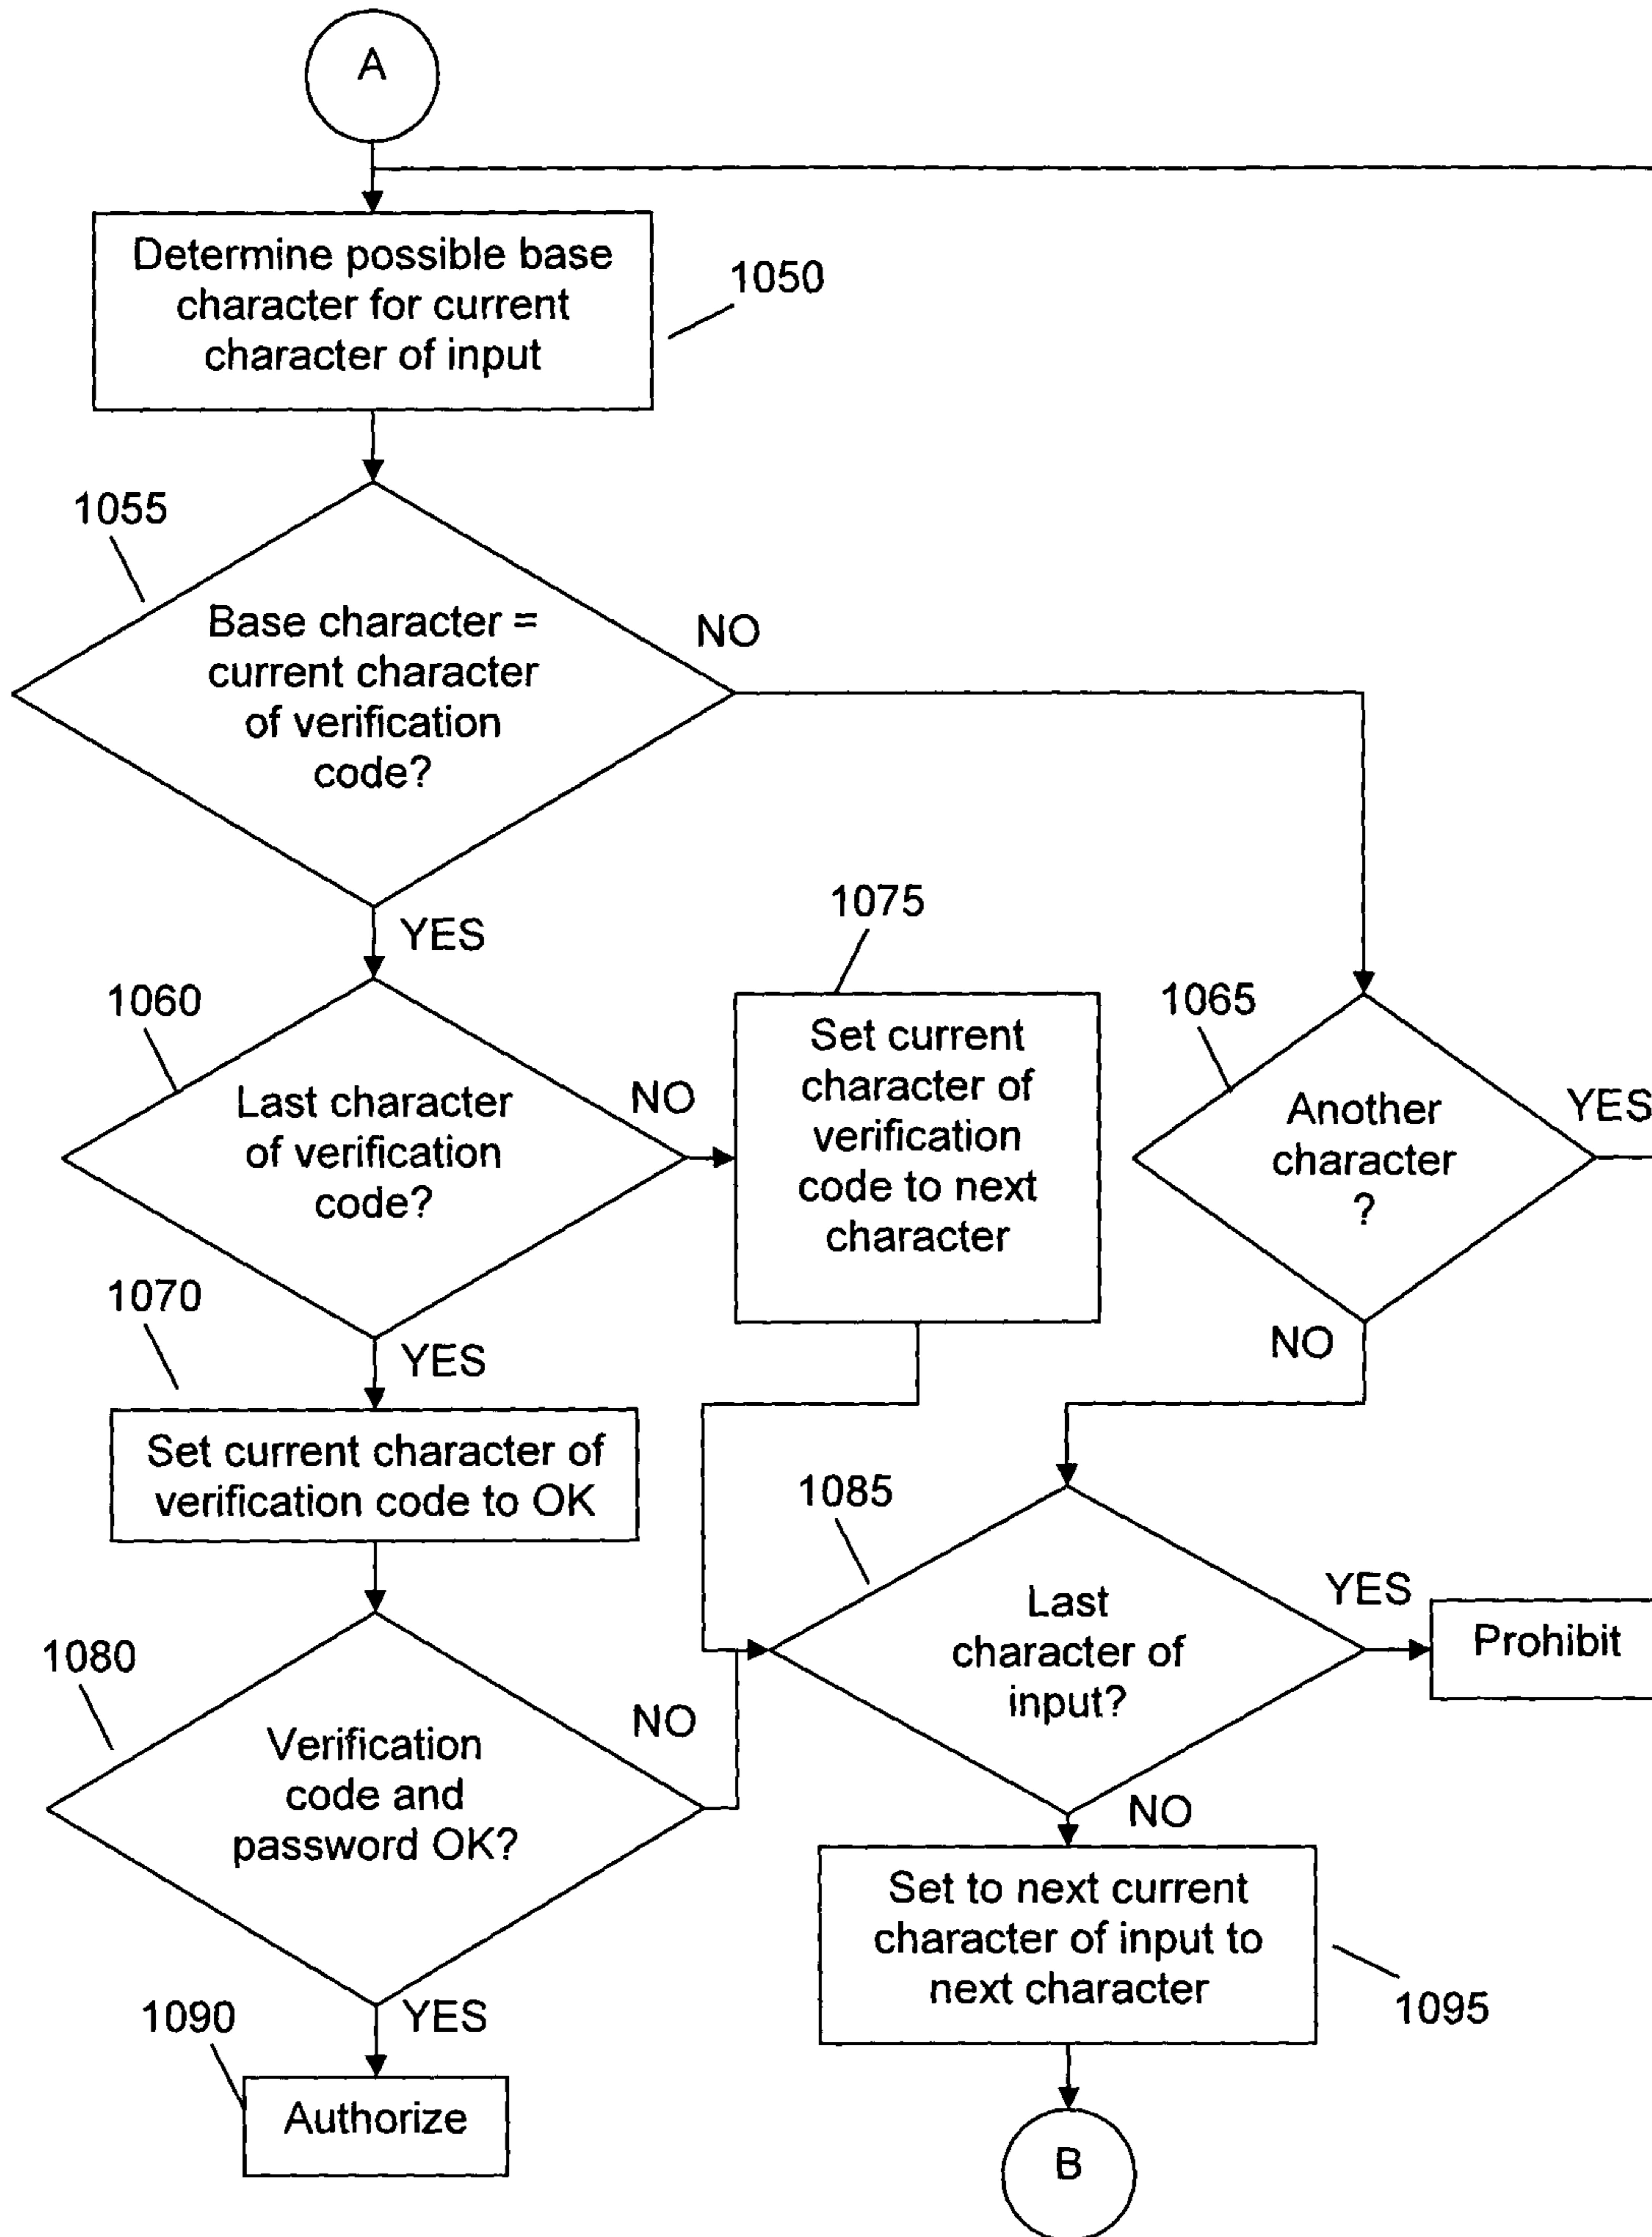 A
Determine possible base
character for current
character of input
1050
1055
Base character =
current character
of verification
code?
NO
YES
1075
1060
Last character
of verification
code?
NO
Set current
character of
verification
code to next
character
1065
Another
character
?
YES
NO
1070
YES
Set current character of
verification code to OK
1085
Last
character of
input?
YES
Prohibit
1080
Verification
code and
password OK?
NO
NO
Set to next current
character of input to
next character
1095
1090
YES
Authorize
B